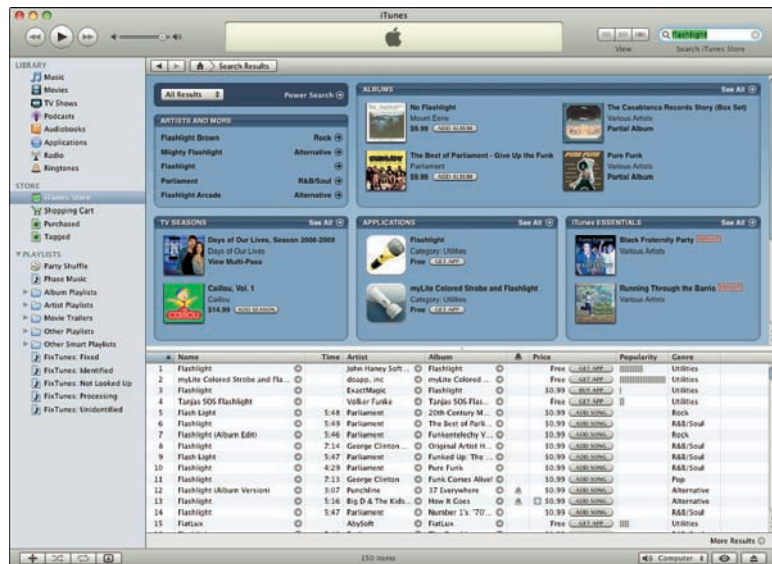 iTunes
flashlight
View
Search iTunes Store
LIBRARY
Music
Movies
TV Shows
Podcasts
Audiobooks
Applications
Radio
Ringtones
STORE
iTunes Store
Shopping Cart
Purchased
Tagged
PLAYLISTS
Party Shuffle
Phase Music
Album Playlists
Artist Playlists
Movie Trailers
Other Playlists
Other Smart Playlists
FixTunes: Fixed
FixTunes: Identified
FixTunes: Not Looked Up
FixTunes: Processing
FixTunes: Unidentified
Search Results
All Results
Power Search
ARTISTS AND MORE
Flashlight Brown Rock
Mighty Flashlight Alternative
Flashlight
Parliament R&B/Soul
Flashlight Arcade Alternative
ALBUMS See All
No Flashlight
Mount Eerie
$9.99 ADD ALBUM
The Casablanca Records Story (Box Set)
Various Artists
Partial Album
The Best of Parliament - Give Up the Funk
Parliament
$9.99 ADD ALBUM
Pure Funk
Various Artists
Partial Album
TV SEASONS See All
Days of Our Lives, Season 2008-2009
Days of Our Lives
View Multi-Pass
Caillou, Vol. 1
Caillou
$14.99 ADD SEASON
APPLICATIONS See All
Flashlight
Category: Utilities
Free GET APP
myLite Colored Strobe and Flashlight
Category: Utilities
Free GET APP
iTunes ESSENTIALS See All
Black Fraternity Party EXPLICIT
Various Artists
Running Through the Barrio EXPLICIT
Various Artists
Name Time Artist Album Price Popularity Genre
1 Flashlight John Haney Soft... Flashlight Free GET APP Utilities
2 myLite Colored Strobe and Fla... doapp, inc myLite Colored ... Free GET APP Utilities
3 Flashlight ExactMagic Flashlight $0.99 BUY APP Utilities
4 Tanjas SOS Flashlight Volker Funke Tanjas SOS Flas... Free GET APP Utilities
5 Flash Light 5:48 Parliament 20th Century M... $0.99 ADD SONG Rock
6 Flashlight 5:49 Parliament The Best of Parli... $0.99 ADD SONG R&B/Soul
7 Flashlight (Album Edit) 5:46 Parliament Funkentelechy V... $0.99 ADD SONG Rock
8 Flashlight 7:14 George Clinton ... Original Artist H... $0.99 ADD SONG R&B/Soul
9 Flash Light 5:47 Parliament Funked Up: The ... $0.99 ADD SONG R&B/Soul
10 Flashlight 4:29 Parliament Pure Funk $0.99 ADD SONG R&B/Soul
11 Flashlight 7:13 George Clinton Funk Comes Alive! $0.99 ADD SONG Pop
12 Flashlight (Album Version) 3:07 Punchline 37 Everywhere $0.99 ADD SONG Alternative
13 Flashlight 5:16 Big D & The Kids... How It Goes $0.99 ADD SONG Alternative
14 Flashlight 5:47 Parliament Number 1's: '70'... $0.99 ADD SONG R&B/Soul
15 FiatLux AbySoft FiatLux Free GET APP Utilities
More Results
150 items
Computer